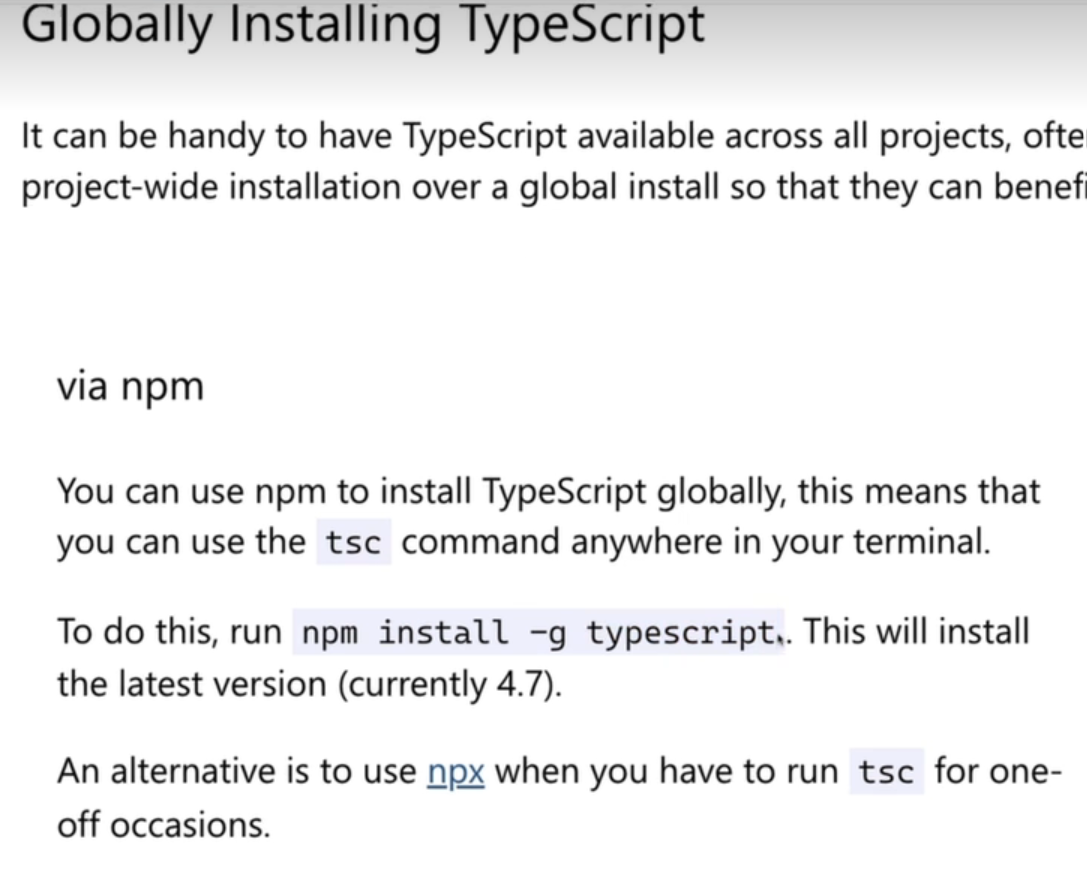 Globally Installing TypeScript
It can be handy to have TypeScript available across all projects, ofte
project-wide installation over a global install so that they can benefi
via npm
You can use npm to install TypeScript globally, this means that
you can use the tsc command anywhere in your terminal.
To do this, run npm install -g typescript. This will install
the latest version (currently 4.7).
An alternative is to use npx when you have to run tsc for one-
off occasions.